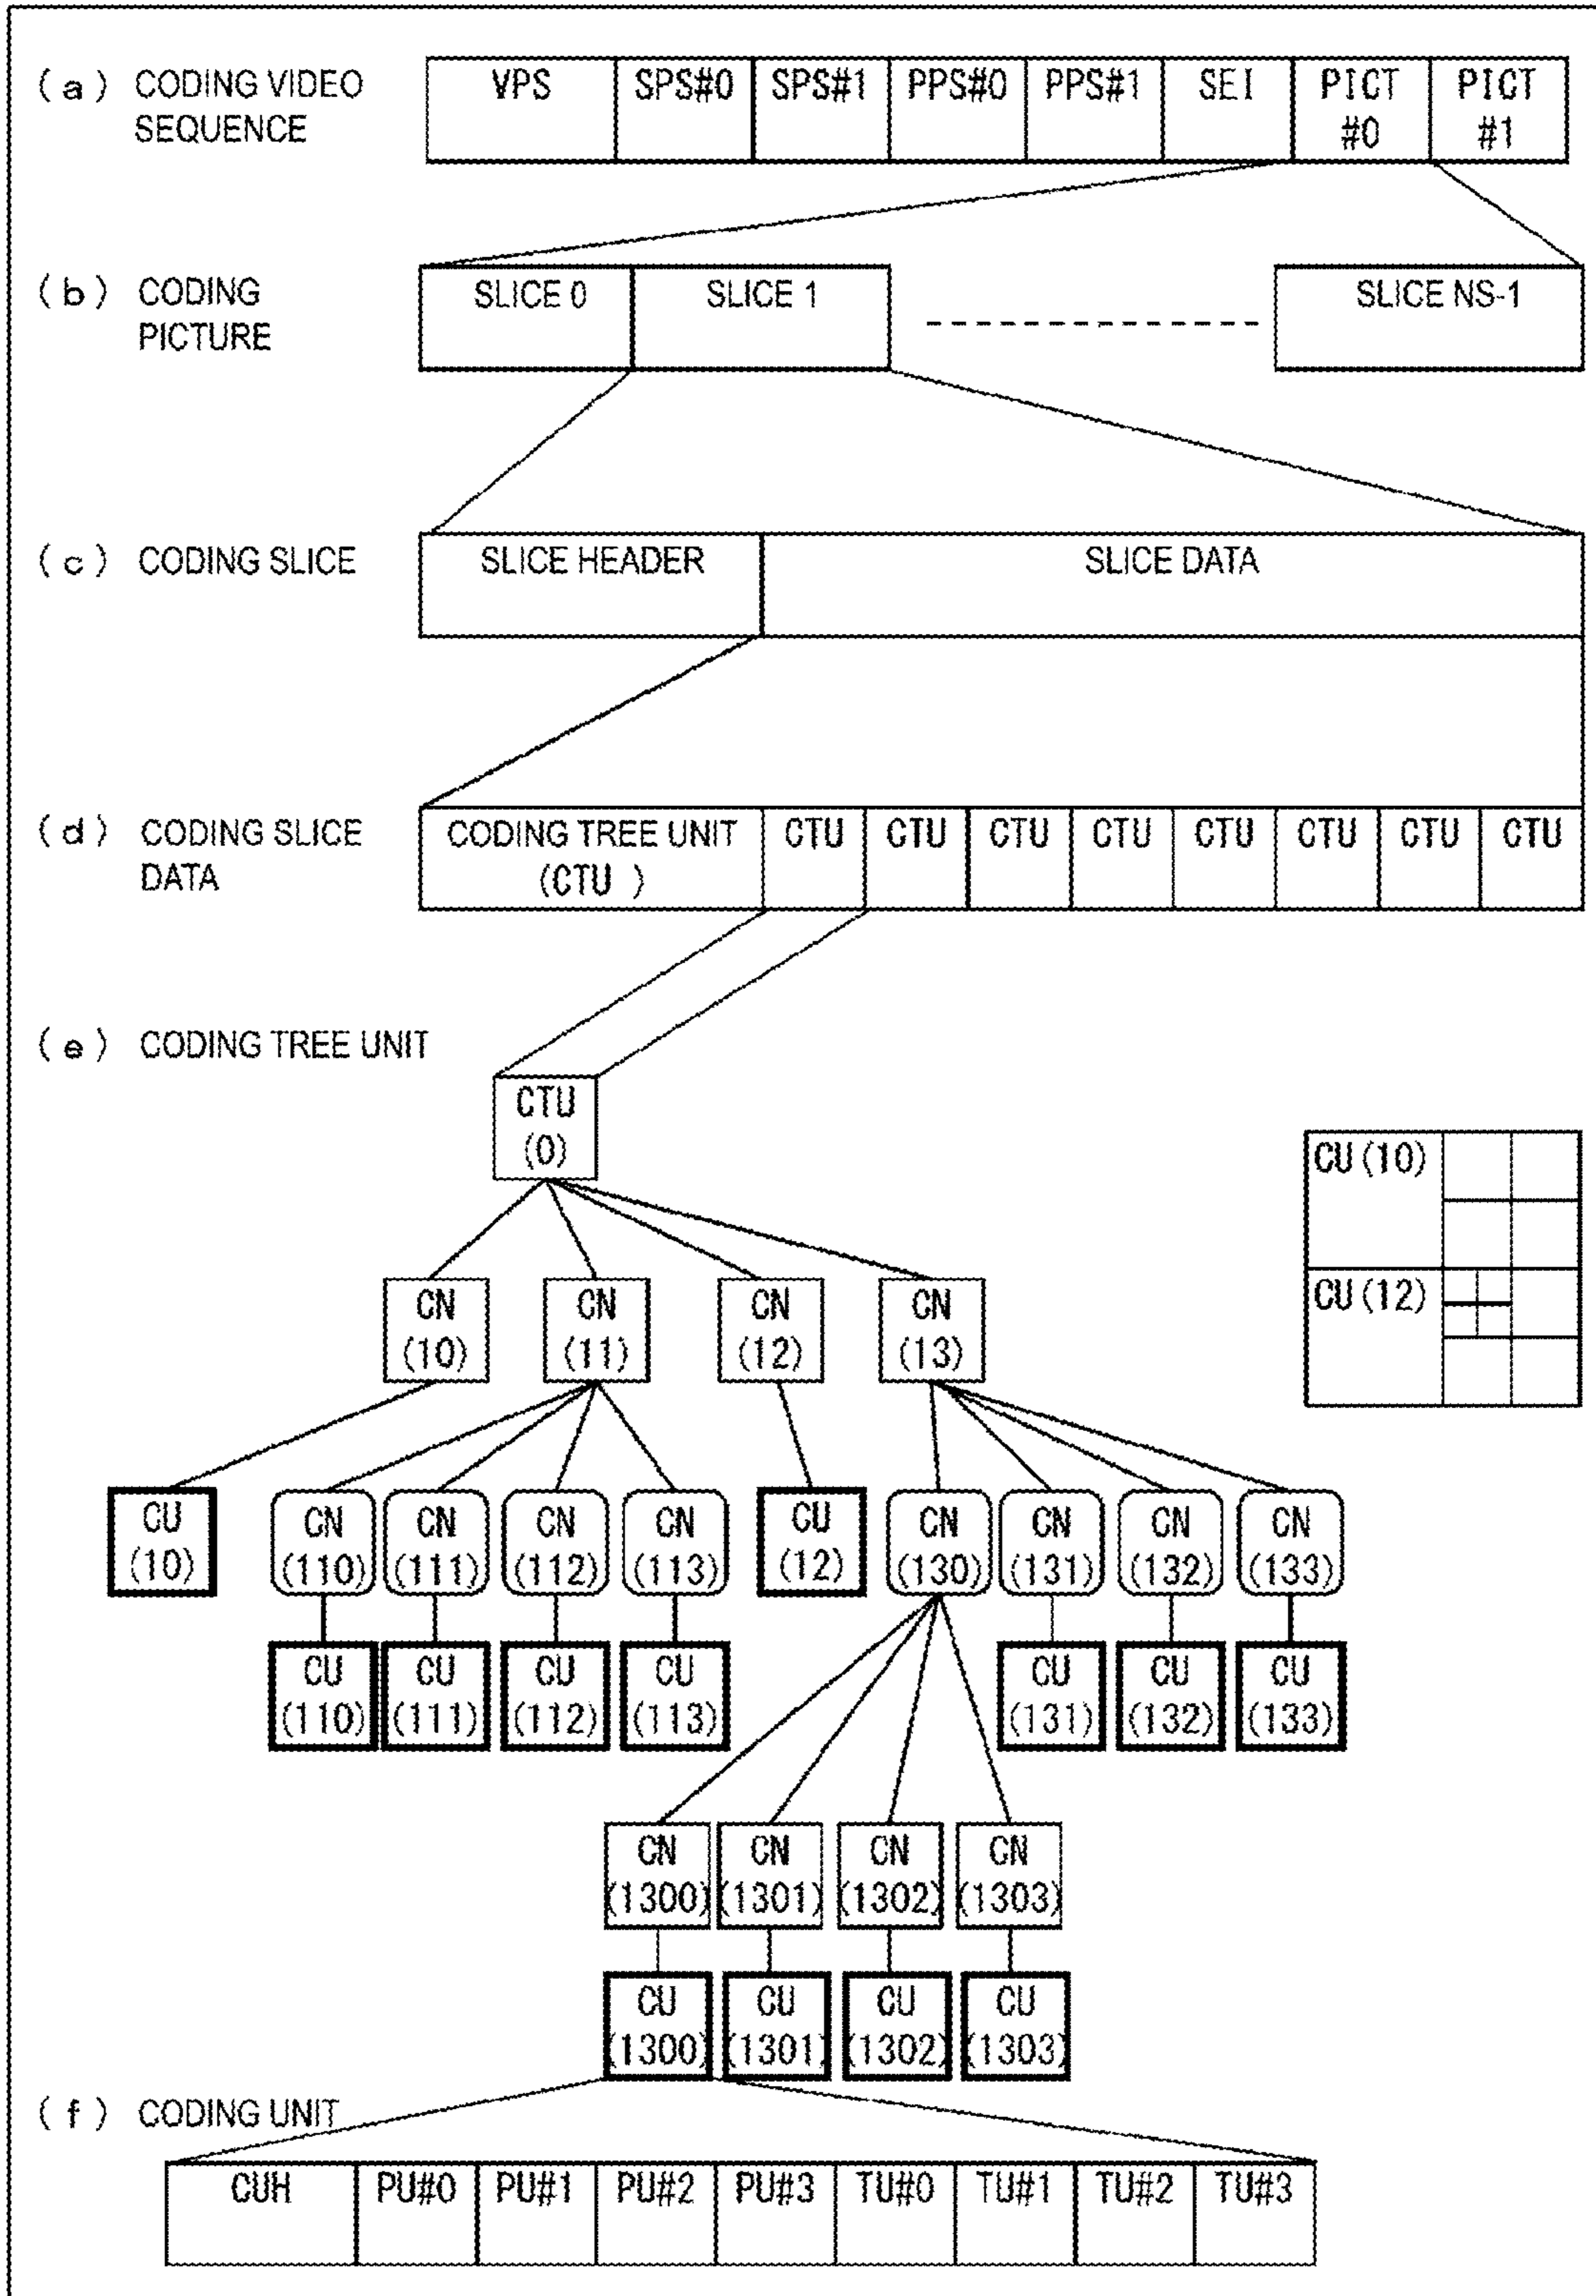 (a) CODING VIDEO SEQUENCE
VPS SPS#0 SPS#1 PPS#0 PPS#1 SEI PICT #0 PICT #1
(b) CODING PICTURE
SLICE 0 SLICE 1 SLICE NS-1
(c) CODING SLICE
SLICE HEADER SLICE DATA
(d) CODING SLICE DATA
CODING TREE UNIT (CTU ) CTU CTU CTU CTU CTU CTU CTU CTU
(e) CODING TREE UNIT
CTU
(0)
CU(10)
CU(12)
CN CN CN CN
(10) (11) (12) (13)
CU CN CN CN CN CU CN CN CN CN
(10) (110) (111) (112) (113) (12) (130) (131) (132) (133)
CU CU CU CU CU CU CU
(110) (111) (112) (113) (131) (132) (133)
CN CN CN CN
(1300) (1301) (1302) (1303)
CU CU CU CU
(1300) (1301) (1302) (1303)
(f) CODING UNIT
CUH PU#0 PU#1 PU#2 PU#3 TU#0 TU#1 TU#2 TU#3